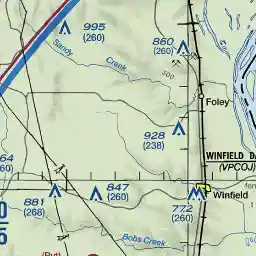 995
(260)
Sandy
Creek
860
(260)
300
Foley
928
(238)
WINFIELD
(VPCOJ)
64
(260)
881
(268)
847
(260)
772
(260)
Winfield
Bobs Creek
(Pvt)